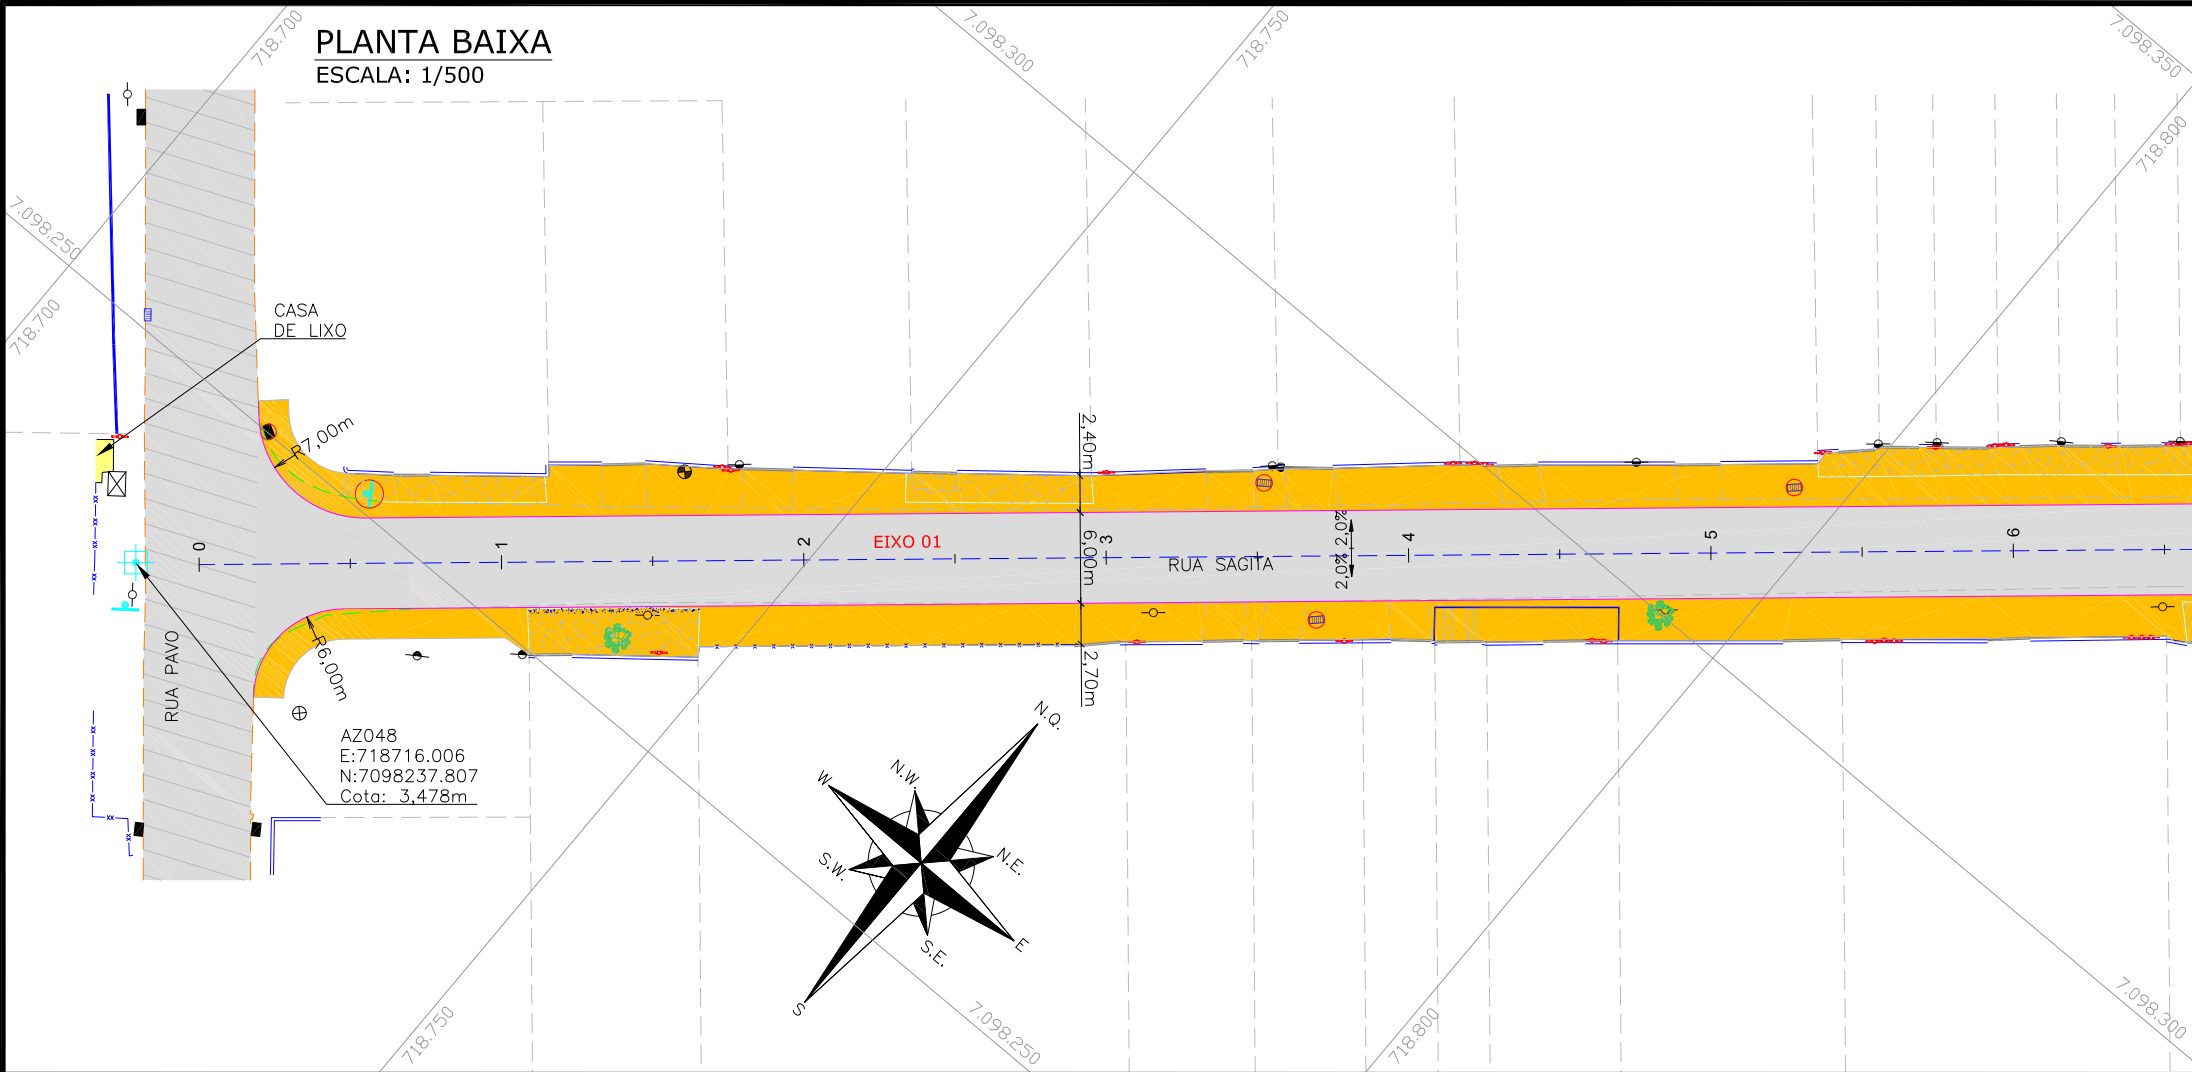 PLANTA BAIXA
ESCALA: 1/500
718.700
7.098.300
718.750
7.098.350
718.800
7.098.250
718.700
CASA
DE LIXO
R7,00m
2,40m
EIXO 01
0
1
2
3
4
5
6
6,00m
RUA SAGITA
2,0%
2,0%
RUA PAVO
R6,00m
2,70m
AZ048
E:718716.006
N:7098237.807
Cota: 3,478m
N.Q.
N.W.
W
N.E.
S.W.
E
S.E.
S
718.750
7.098.250
718.800
7.098.300